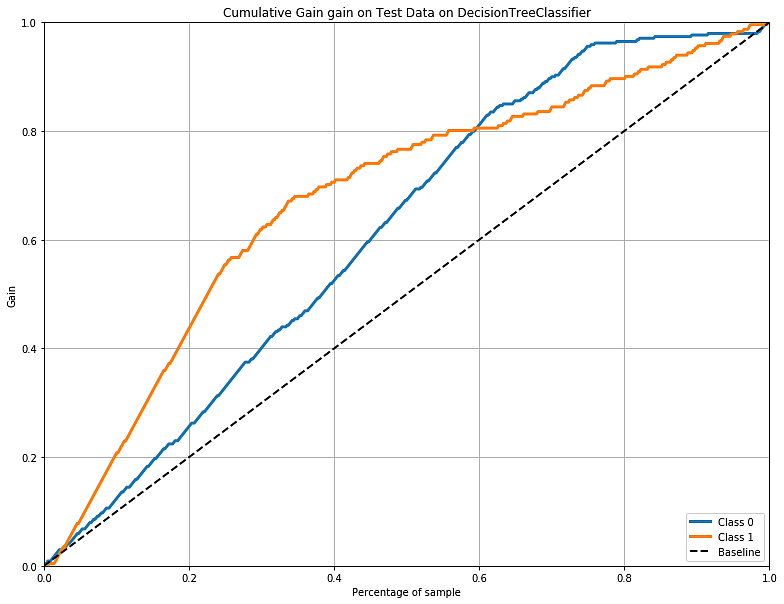 Cumulative Gain gain on Test Data on DecisionTreeClassifier
1.0
0.8
0.6
0.4
0.2
0.0
Gain
0.0 0.2 0.4 0.6 0.8 1.0
Percentage of sample
Class 0
Class 1
Baseline